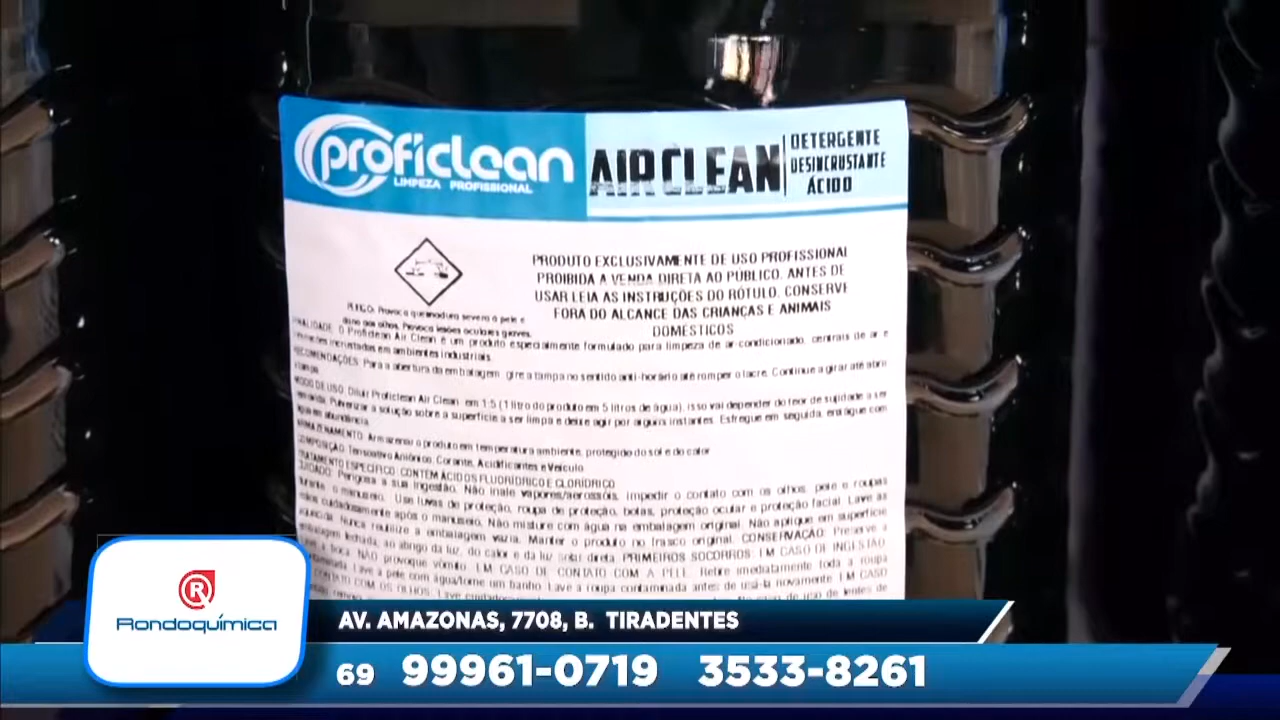 proficlean
LIMPEZA PROFISSIONAL
AIR CLEAN
DETERGENTE
DESINCRUSTANTE
ÁCIDO
PRODUTO EXCLUSIVAMENTE DE USO PROFISSIONAL
PROIBIDA A VENDA DIRETA AO PÚBLICO. ANTES DE
USAR LEIA AS INSTRUÇÕES DO RÓTULO. CONSERVE
FORA DO ALCANCE DAS CRIANÇAS E ANIMAIS
DOMÉSTICOS
PERIGO: Provoca queimadura severa à pele e
dano aos olhos. Provoca lesões oculares graves.
O Proficlean Air Clean é um produto especialmente formulado para limpeza de ar-condicionado, centrais de ar e
incrustadas em ambientes industriais.
RECOMENDAÇÕES: Para a abertura da embalagem gire a tampa no sentido anti-horário até romper o lacre. Continue a girar até abrir
a tampa
MODO DE USO: Diluir Proficlean Air Clean em 1:5 (1 litro do produto em 5 litros de água), isso vai depender do teor de sujidade a ser
removida. Pulverizar a solução sobre a superfície a ser limpa e deixe agir por alguns instantes. Esfregue em seguida, enxágue com
água em abundância
ARMAZENAMENTO: Armazenar o produto em temperatura ambiente, protegido do sol e do calor
COMPOSIÇÃO: Tensoativo Aniônico, Corante, Acidificantes e Veículo
TRATAMENTO ESPECÍFICO: CONTÉM ÁCIDOS FLUORÍDRICO E CLORÍDRICO
CUIDADO: Perigosa a sua ingestão. Não inale vapores/aerossóis, impedir o contato com os olhos, pele e roupas
durante o manuseio. Use luvas de proteção, roupa de proteção, botas, proteção ocular e proteção facial. Lave as
mãos cuidadosamente após o manuseio. Não misture com água na embalagem original. Não aplique em superfície
aquecida. Nunca reutilize a embalagem vazia. Manter o produto no frasco original. CONSERVAÇÃO: Preserve a
embalagem fechada, ao abrigo da luz, do calor e da luz solar direta. PRIMEIROS SOCORROS: EM CASO DE INGESTÃO
Lave a boca. NÃO provoque vômito. EM CASO DE CONTATO COM A PELE: Retire imediatamente toda a roupa
contaminada. Lave a pele com água/tome um banho. Lave a roupa contaminada antes de usá-la novamente. EM CASO
CONTATO COM OS OLHOS: Lave cuidadosamente
R
Rondoquímica
AV. AMAZONAS, 7708, B. TIRADENTES
69 99961-0719 3533-8261